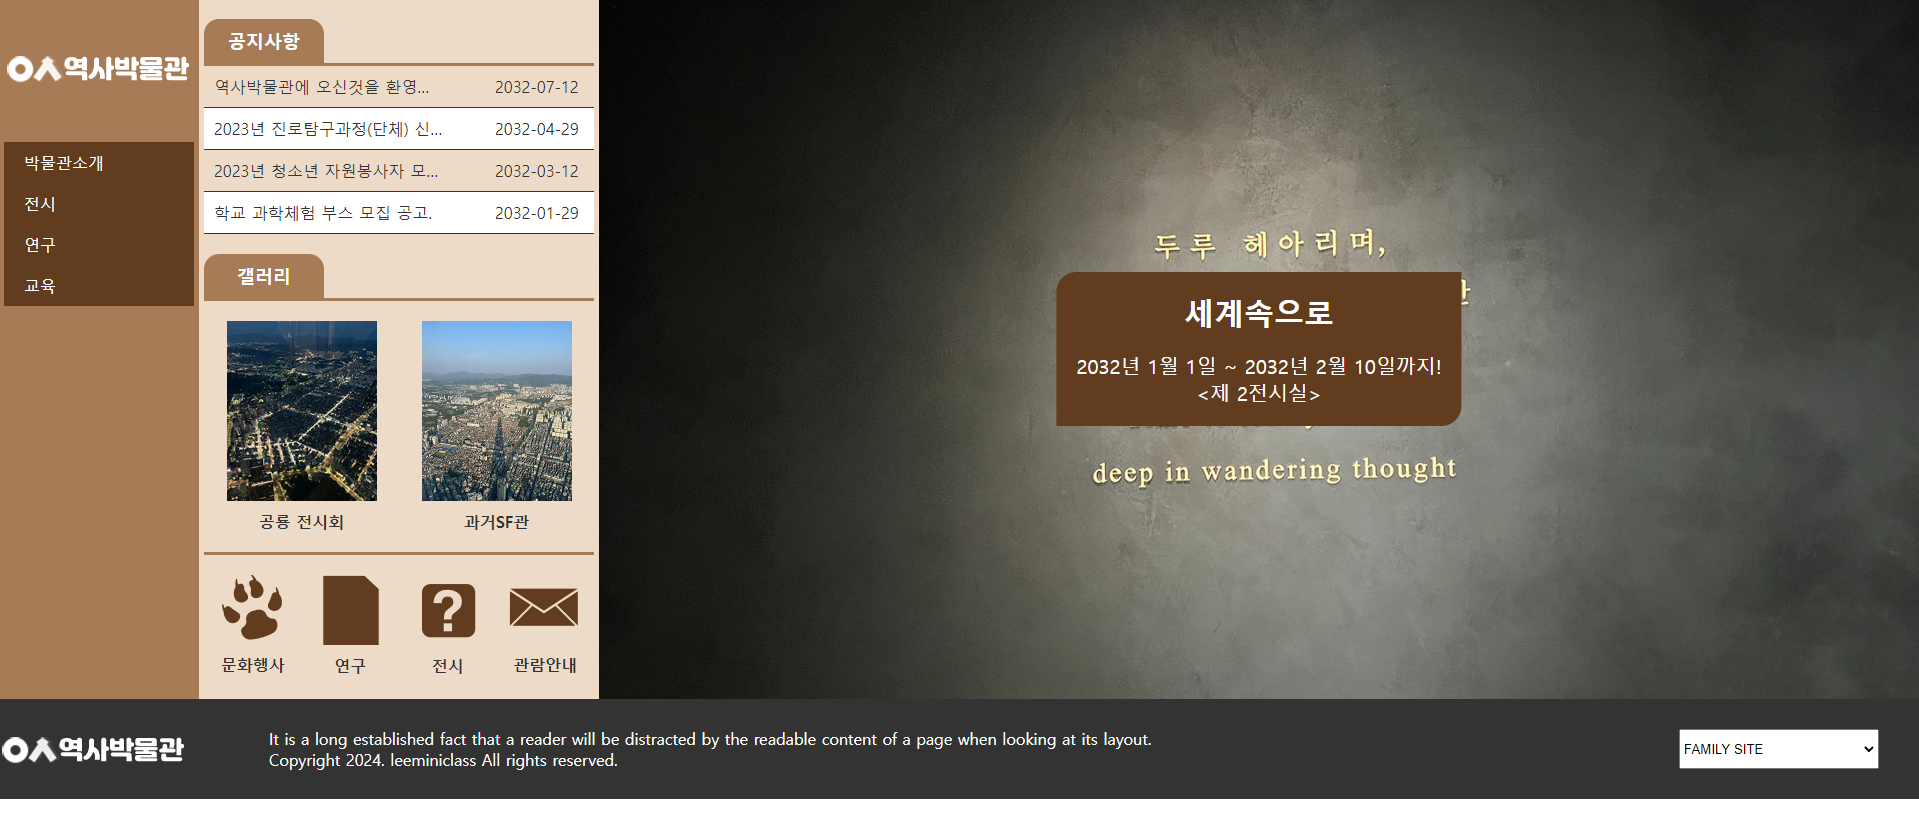 역사박물관
박물관소개
전시
연구
교육
공지사항
역사박물관에 오신것을 환영... 2032-07-12
2023년 진로탐구과정(단체) 신... 2032-04-29
2023년 청소년 자원봉사자 모... 2032-03-12
학교 과학체험 부스 모집 공고. 2032-01-29
갤러리
공룡 전시회
과거SF관
문화행사
연구
전시
관람안내
두루 헤아리며,
세계속으로
2032년 1월 1일 ~ 2032년 2월 10일까지!
<제 2전시실>
deep in wandering thought
역사박물관
It is a long established fact that a reader will be distracted by the readable content of a page when looking at its layout.
Copyright 2024. leeminiclass All rights reserved.
FAMILY SITE